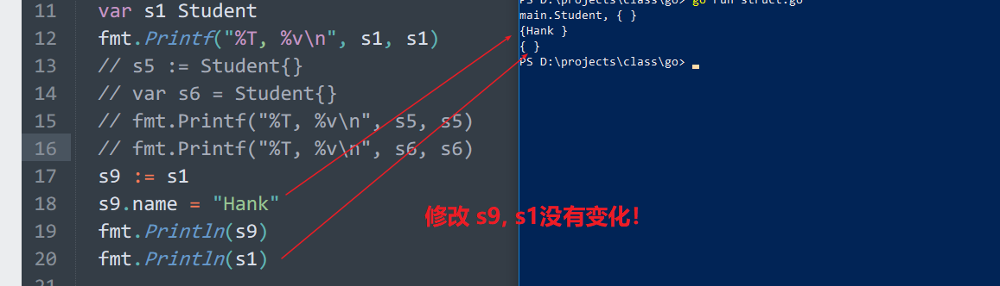 11 var s1 Student
12 fmt.Printf("%T, %v\n", s1, s1)
13 // s5 := Student{}
14 // var s6 = Student{}
15 // fmt.Printf("%T, %v\n", s5, s5)
16 // fmt.Printf("%T, %v\n", s6, s6)
17 s9 := s1
18 s9.name = "Hank"
19 fmt.Println(s9)
20 fmt.Println(s1)
21
PS D:\projects\class\go> go run struct.go
main.Student, { }
{Hank }
{ }
PS D:\projects\class\go>
修改 s9, s1没有变化!